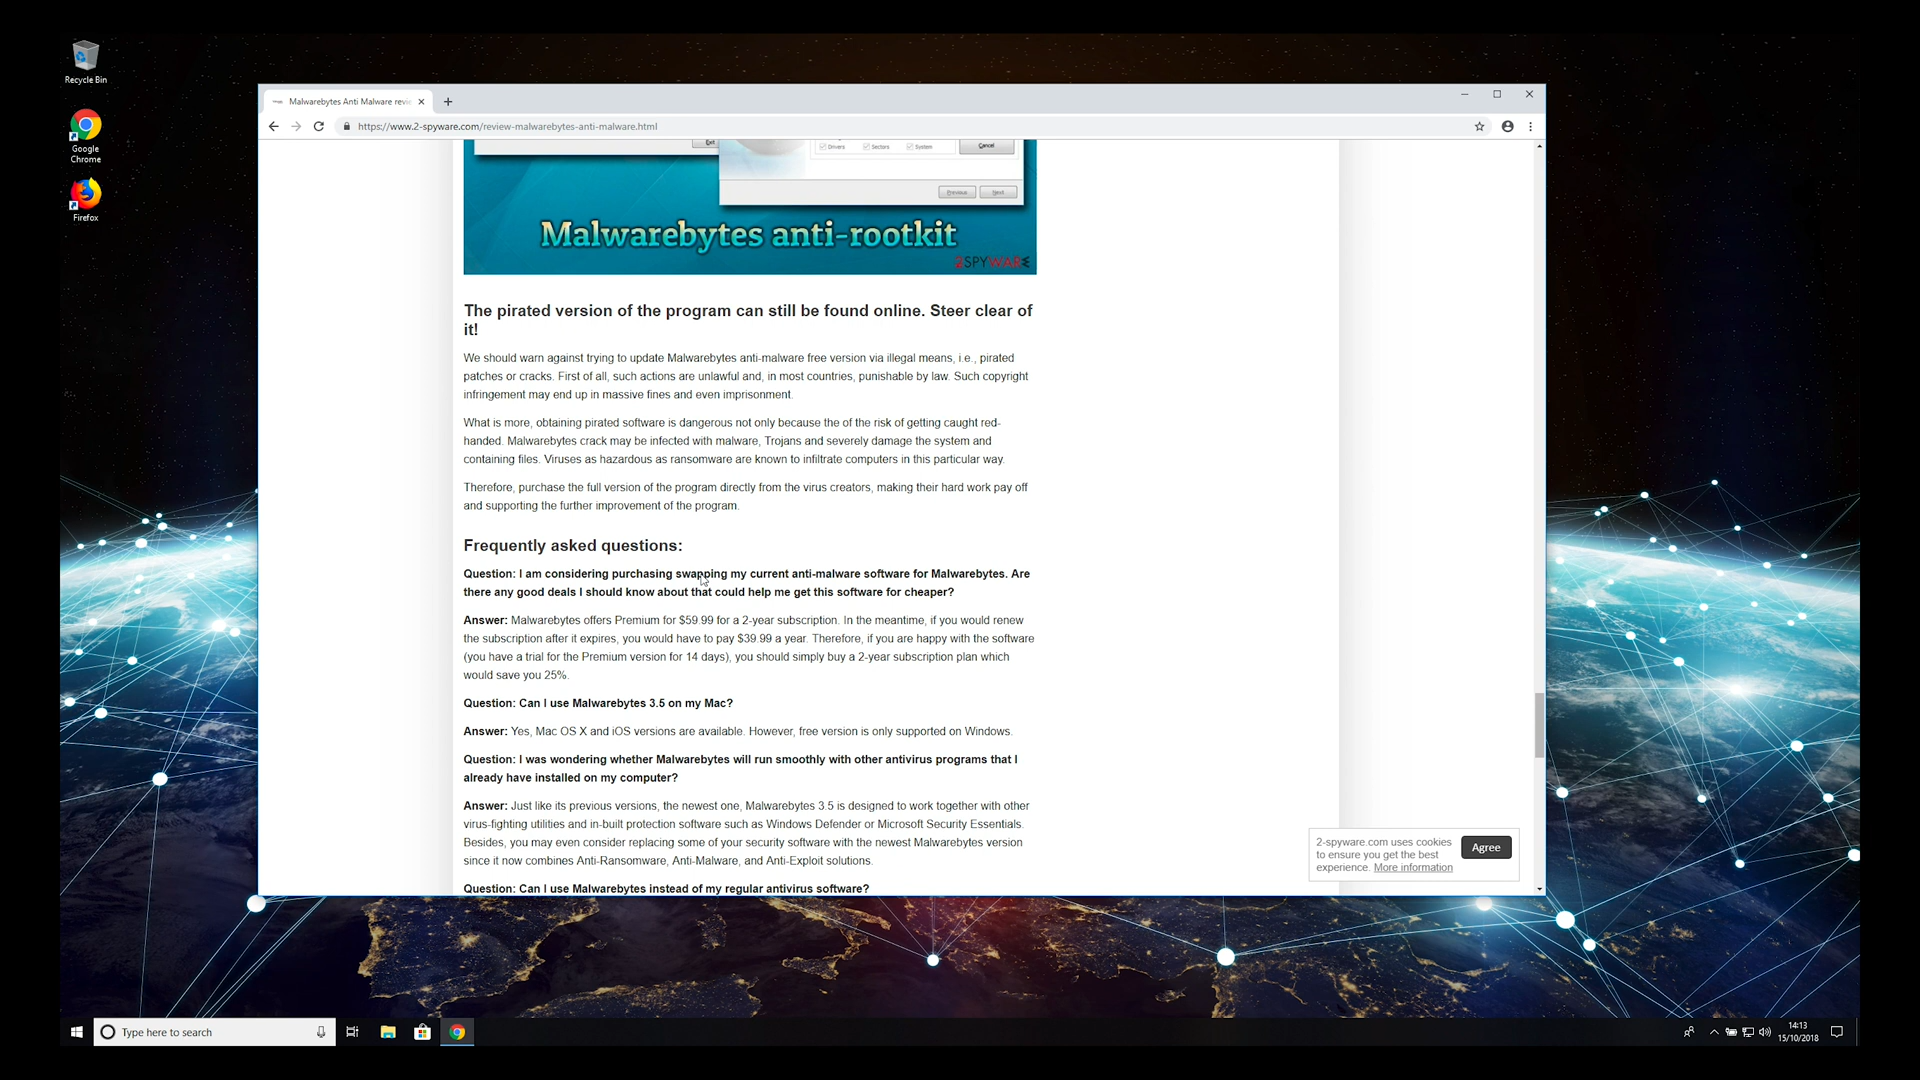 Recycle Bin
Google
Chrome
Firefox
Malwarebytes Anti Malware revi
https://www.2-spyware.com/review-malwarebytes-anti-malware.html
Exit
Drivers
Sectors
System
Cancel
Previous
Next
Malwarebytes anti-rootkit
2SPYWARE
The pirated version of the program can still be found online. Steer clear of
it!
We should warn against trying to update Malwarebytes anti-malware free version via illegal means, i.e., pirated
patches or cracks. First of all, such actions are unlawful and, in most countries, punishable by law. Such copyright
infringement may end up in massive fines and even imprisonment.
What is more, obtaining pirated software is dangerous not only because the of the risk of getting caught red-
handed. Malwarebytes crack may be infected with malware, Trojans and severely damage the system and
containing files. Viruses as hazardous as ransomware are known to infiltrate computers in this particular way.
Therefore, purchase the full version of the program directly from the virus creators, making their hard work pay off
and supporting the further improvement of the program.
Frequently asked questions:
Question: I am considering purchasing swapping my current anti-malware software for Malwarebytes. Are
there any good deals I should know about that could help me get this software for cheaper?
Answer: Malwarebytes offers Premium for $59.99 for a 2-year subscription. In the meantime, if you would renew
the subscription after it expires, you would have to pay $39.99 a year. Therefore, if you are happy with the software
(you have a trial for the Premium version for 14 days), you should simply buy a 2-year subscription plan which
would save you 25%.
Question: Can I use Malwarebytes 3.5 on my Mac?
Answer: Yes, Mac OS X and iOS versions are available. However, free version is only supported on Windows.
Question: I was wondering whether Malwarebytes will run smoothly with other antivirus programs that I
already have installed on my computer?
Answer: Just like its previous versions, the newest one, Malwarebytes 3.5 is designed to work together with other
virus-fighting utilities and in-built protection software such as Windows Defender or Microsoft Security Essentials.
Besides, you may even consider replacing some of your security software with the newest Malwarebytes version
since it now combines Anti-Ransomware, Anti-Malware, and Anti-Exploit solutions.
Question: Can I use Malwarebytes instead of my regular antivirus software?
2-spyware.com uses cookies
to ensure you get the best
experience. More information
Agree
Type here to search
14:13
15/10/2018